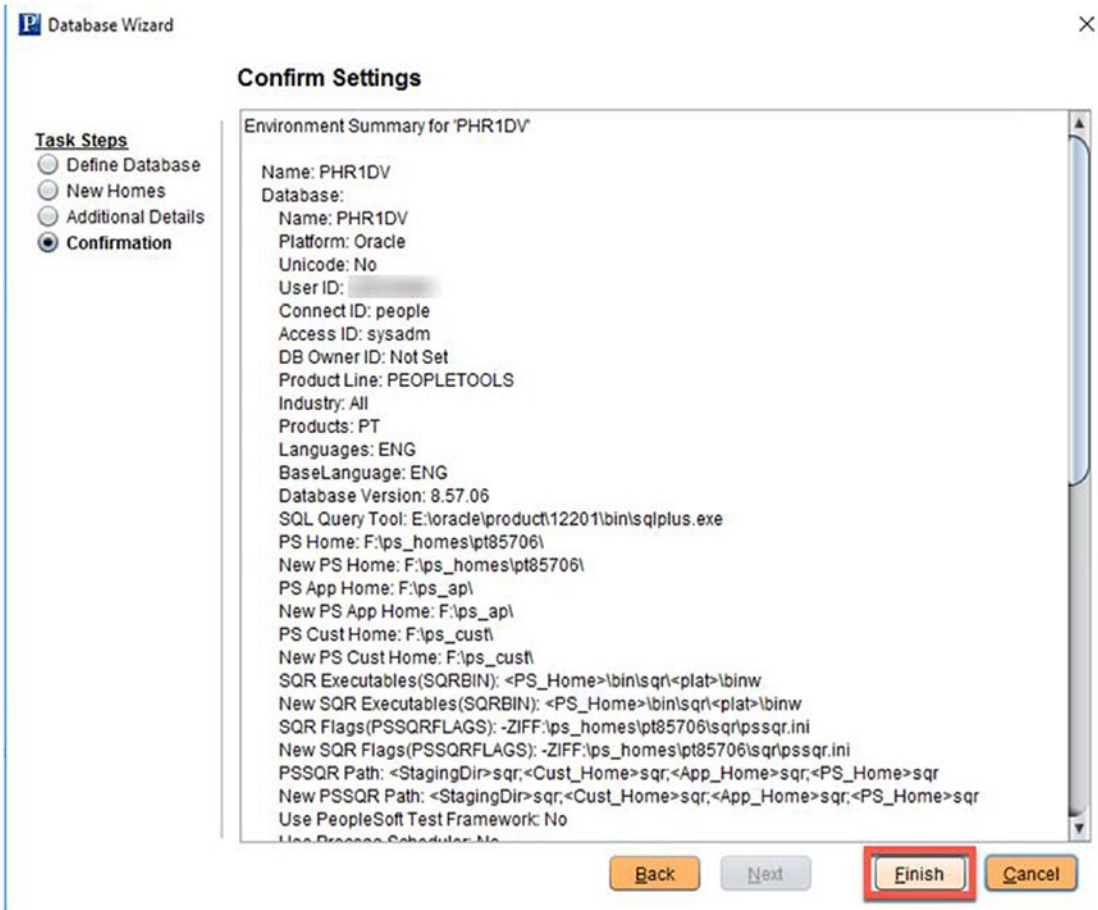 Database Wizard
Confirm Settings
Task Steps
Define Database
New Homes
Additional Details
Confirmation
Environment Summary for 'PHR1DV'
Name: PHR1DV
Database:
Name: PHR1DV
Platform: Oracle
Unicode: No
User ID:
Connect ID: people
Access ID: sysadm
DB Owner ID: Not Set
Product Line: PEOPLETOOLS
Industry: All
Products: PT
Languages: ENG
BaseLanguage: ENG
Database Version: 8.57.06
SQL Query Tool: E:\oracle\product\12201\bin\sqlplus.exe
PS Home: F:\ps_homes\pt85706\
New PS Home: F:\ps_homes\pt85706\
PS App Home: F:\ps_ap\
New PS App Home: F:\ps_ap\
PS Cust Home: F:\ps_cust\
New PS Cust Home: F:\ps_cust\
SQR Executables(SQRBIN): <PS_Home>\bin\sqr\<plat>\binw
New SQR Executables(SQRBIN): <PS_Home>\bin\sqr\<plat>\binw
SQR Flags(PSSQRFLAGS): -ZIFF:\ps_homes\pt85706\sqr\pssqr.ini
New SQR Flags(PSSQRFLAGS): -ZIFF:\ps_homes\pt85706\sqr\pssqr.ini
PSSQR Path: <StagingDir>sqr;<Cust_Home>sqr;<App_Home>sqr;<PS_Home>sqr
New PSSQR Path: <StagingDir>sqr;<Cust_Home>sqr;<App_Home>sqr;<PS_Home>sqr
Use PeopleSoft Test Framework: No
Use Process Scheduler: No
Back
Next
Finish
Cancel